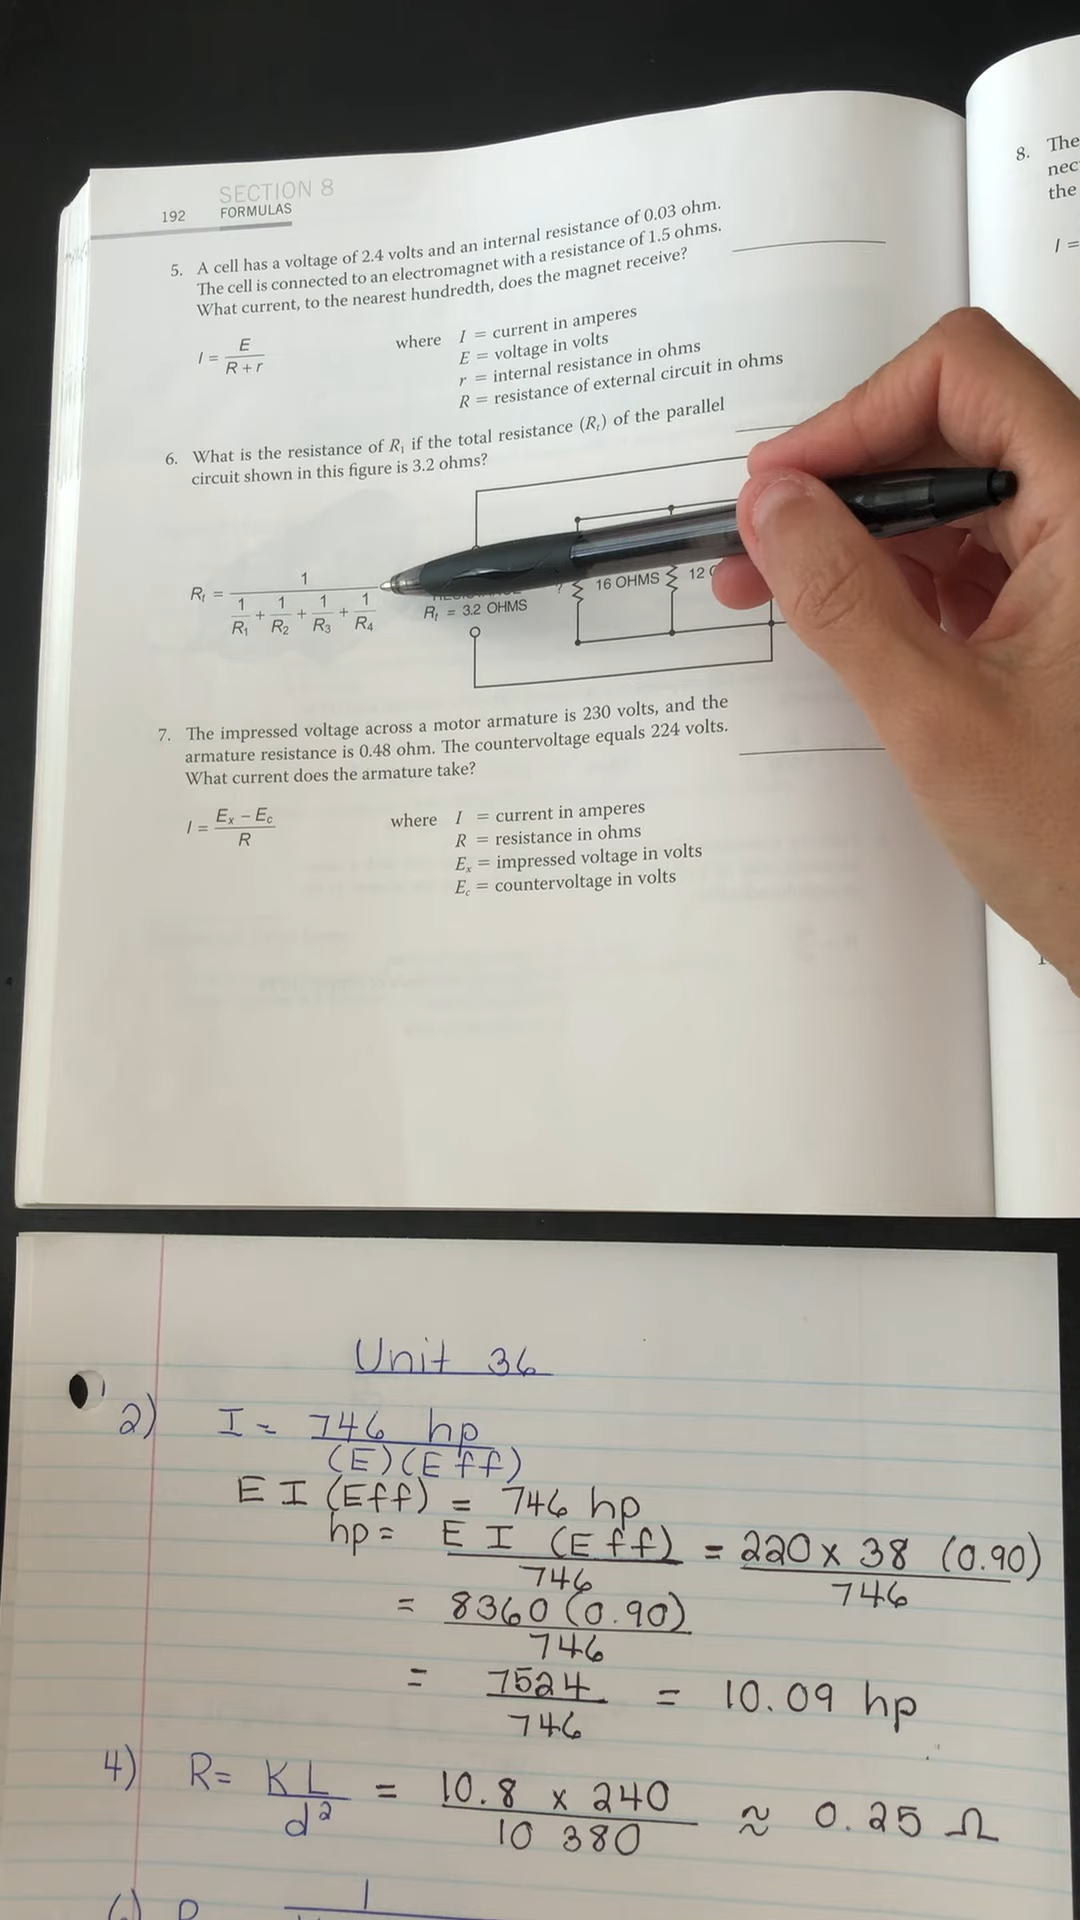 SECTION 8
192 FORMULAS
5. A cell has a voltage of 2.4 volts and an internal resistance of 0.03 ohm.
The cell is connected to an electromagnet with a resistance of 1.5 ohms.
What current, to the nearest hundredth, does the magnet receive?
I = E / R + r
where I = current in amperes
E = voltage in volts
r = internal resistance in ohms
R = resistance of external circuit in ohms
6. What is the resistance of R₁ if the total resistance (Rₜ) of the parallel
circuit shown in this figure is 3.2 ohms?
Rₜ = 1 / 1/R₁ + 1/R₂ + 1/R₃ + 1/R₄
Rₜ = 3.2 OHMS
?
16 OHMS
12
7. The impressed voltage across a motor armature is 230 volts, and the
armature resistance is 0.48 ohm. The countervoltage equals 224 volts.
What current does the armature take?
I = Eₓ − E꜀ / R
where I = current in amperes
R = resistance in ohms
Eₓ = impressed voltage in volts
E꜀ = countervoltage in volts
8. The
the
I =
Unit 36
2) I = 746 hp / (E)(Eff)
E I (Eff) = 746 hp
hp = E I (Eff) / 746 = 220 x 38 (0.90) / 746
= 8360 (0.90) / 746
= 7524 / 746 = 10.09 hp
4) R = KL / d² = 10.8 x 240 / 10 380 ≈ 0.25 Ω
1